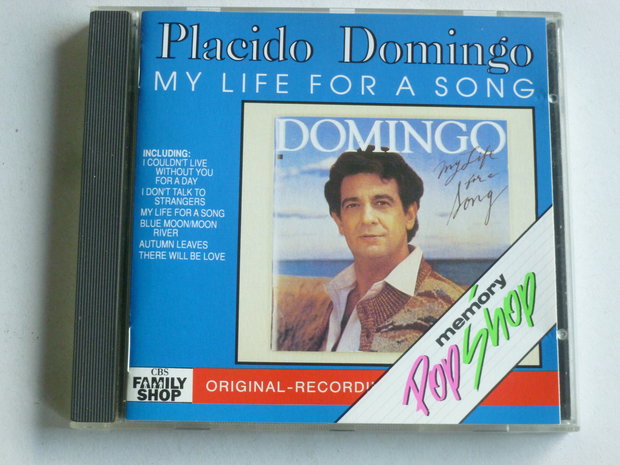 Placido Domingo
MY LIFE FOR A SONG
INCLUDING:
I COULDN'T LIVE
WITHOUT YOU
FOR A DAY
I DON'T TALK TO
STRANGERS
MY LIFE FOR A SONG
BLUE MOON/MOON
RIVER
AUTUMN LEAVES
THERE WILL BE LOVE
DOMINGO
my Life
for a
Song
memory
Pop Shop
CBS
FAMILY
SHOP
ORIGINAL-RECORDI